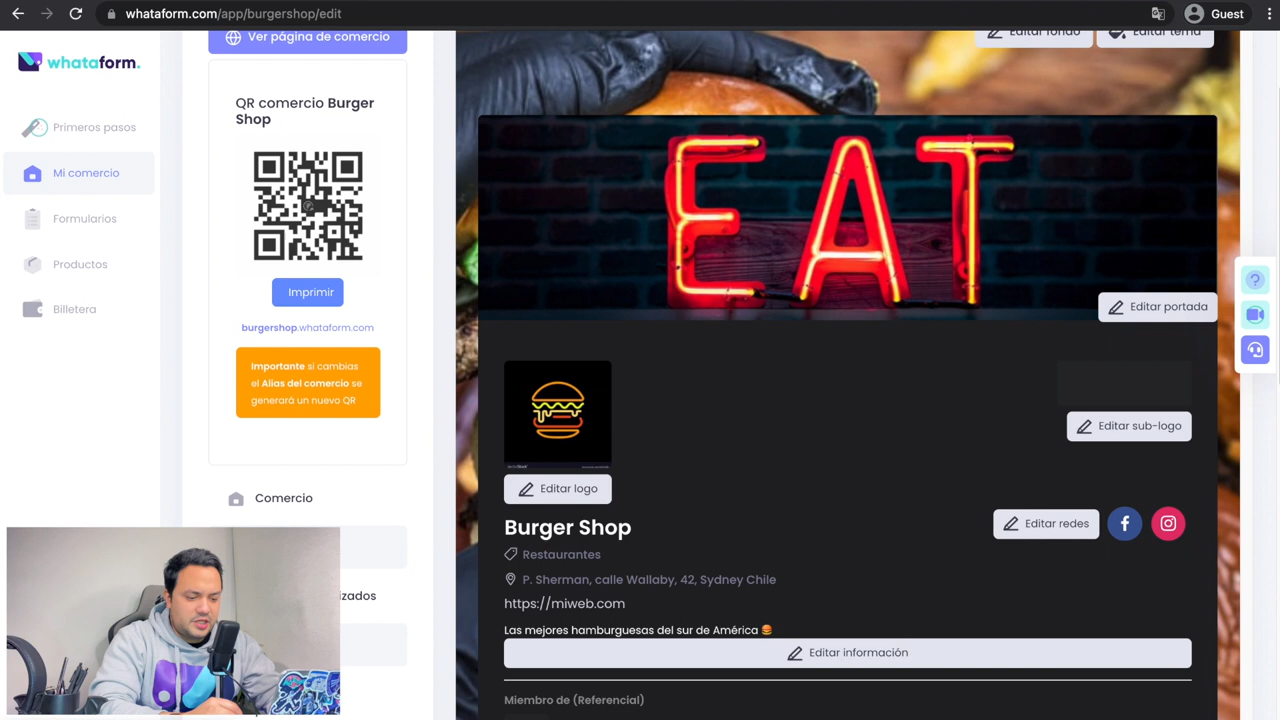 whataform.com/app/burgershop/edit
Guest
whataform.
Primeros pasos
Mi comercio
Formularios
Productos
Billetera
Ver página de comercio
QR comercio Burger
Shop
Imprimir
burgershop.whataform.com
Importante si cambias
el Alias del comercio se
generará un nuevo QR
Comercio
izados
Editar fondo
Editar tema
EAT
Editar portada
Editar sub-logo
Editar logo
Burger Shop
Editar redes
Restaurantes
P. Sherman, calle Wallaby, 42, Sydney Chile
https://miweb.com
Las mejores hamburguesas del sur de América 🍔
Editar información
Miembro de (Referencial)